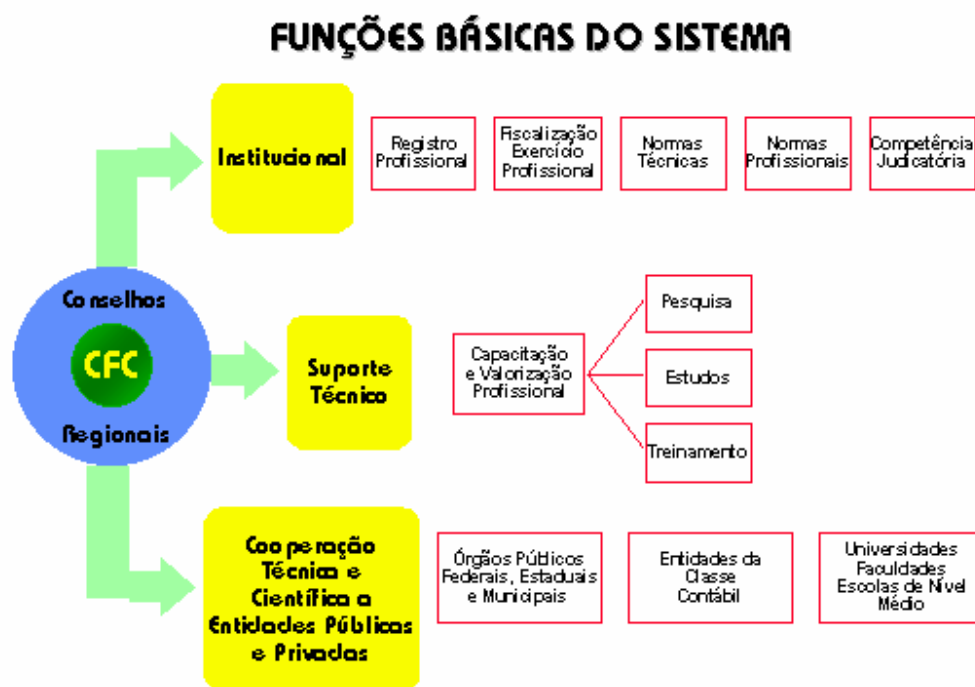 FUNÇÕES BÁSICAS DO SISTEMA
Institucional
Registro
Profissional
Fiscalização
Exercício
Profissional
Normas
Técnicas
Normas
Profissionais
Competência
Judicatória
Conselhos
CFC
Regionais
Suporte
Técnico
Capacitação
e Valorização
Profissional
Pesquisa
Estudos
Treinamento
Cooperação
Técnica e
Científica a
Entidades Públicas
e Privadas
Órgãos Públicos
Federais, Estaduais
e Municipais
Entidades da
Classe
Contábil
Universidades
Faculdades
Escolas de Nível
Médio